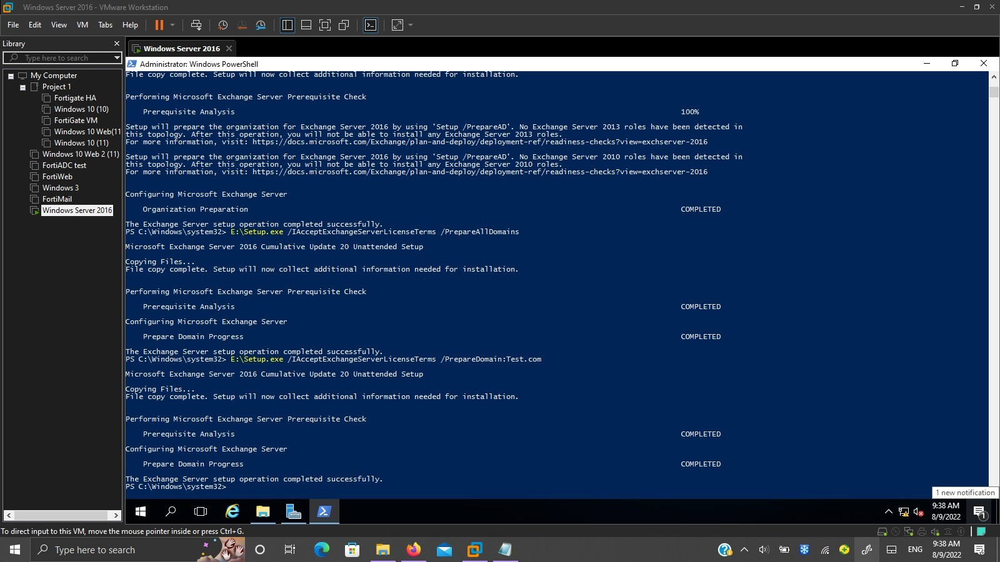 Windows Server 2016 - VMware Workstation
File Edit View VM Tabs Help
Library
Type here to search
My Computer
Project 1
Fortigate HA
Windows 10 (10)
FortiGate VM
Windows 10 Web(11
Windows 10 (11)
Windows 10 Web 2 (11)
FortiADC test
FortiWeb
Windows 3
FortiMail
Windows Server 2016
Windows Server 2016
Administrator: Windows PowerShell
File copy complete. Setup will now collect additional information needed for installation.
Performing Microsoft Exchange Server Prerequisite Check
Prerequisite Analysis 100%
Setup will prepare the organization for Exchange Server 2016 by using 'Setup /PrepareAD'. No Exchange Server 2013 roles have been detected in
this topology. After this operation, you will not be able to install any Exchange Server 2013 roles.
For more information, visit: https://docs.microsoft.com/Exchange/plan-and-deploy/deployment-ref/readiness-checks?view=exchserver-2016
Setup will prepare the organization for Exchange Server 2016 by using 'Setup /PrepareAD'. No Exchange Server 2010 roles have been detected in
this topology. After this operation, you will not be able to install any Exchange Server 2010 roles.
For more information, visit: https://docs.microsoft.com/Exchange/plan-and-deploy/deployment-ref/readiness-checks?view=exchserver-2016
Configuring Microsoft Exchange Server
Organization Preparation COMPLETED
The Exchange Server setup operation completed successfully.
PS C:\Windows\system32> E:\Setup.exe /IAcceptExchangeServerLicenseTerms /PrepareAllDomains
Microsoft Exchange Server 2016 Cumulative Update 20 Unattended Setup
Copying Files...
File copy complete. Setup will now collect additional information needed for installation.
Performing Microsoft Exchange Server Prerequisite Check
Prerequisite Analysis COMPLETED
Configuring Microsoft Exchange Server
Prepare Domain Progress COMPLETED
The Exchange Server setup operation completed successfully.
PS C:\Windows\system32> E:\Setup.exe /IAcceptExchangeServerLicenseTerms /PrepareDomain:Test.com
Microsoft Exchange Server 2016 Cumulative Update 20 Unattended Setup
Copying Files...
File copy complete. Setup will now collect additional information needed for installation.
Performing Microsoft Exchange Server Prerequisite Check
Prerequisite Analysis COMPLETED
Configuring Microsoft Exchange Server
Prepare Domain Progress COMPLETED
The Exchange Server setup operation completed successfully.
PS C:\Windows\system32>
1 new notification
9:38 AM
8/9/2022
1
To direct input to this VM, move the mouse pointer inside or press Ctrl+G.
Type here to search
ENG
9:38 AM
8/9/2022